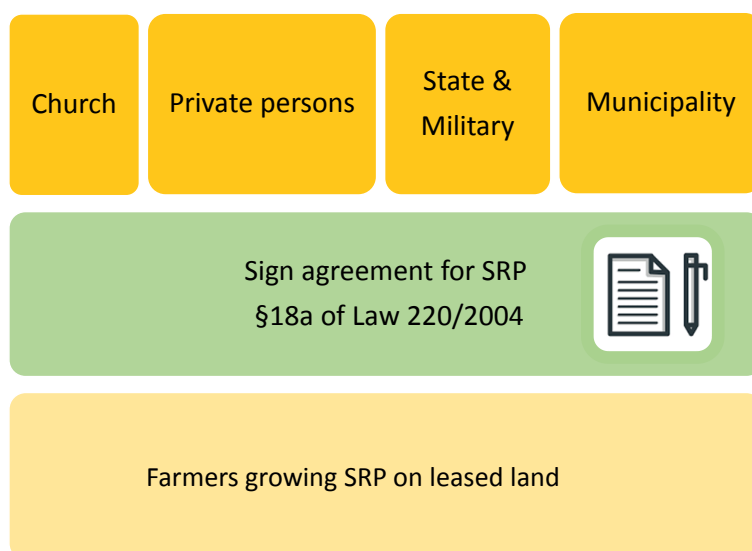 Church
Private persons
State &
Military
Municipality
Sign agreement for SRP
§18a of Law 220/2004
Farmers growing SRP on leased land